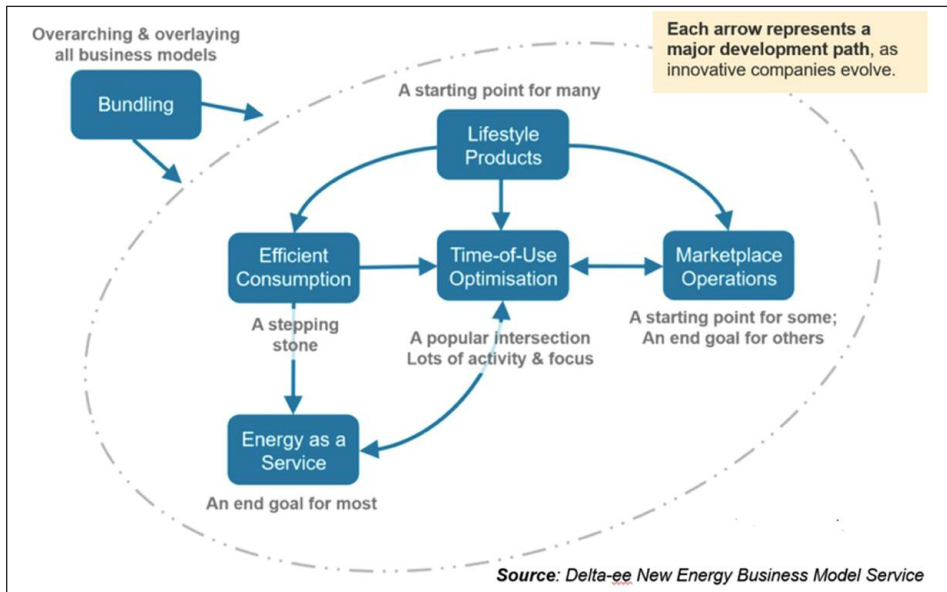 Overarching & overlaying
all business models
Bundling
Each arrow represents a
major development path, as
innovative companies evolve.
A starting point for many
Lifestyle
Products
Efficient
Consumption
Time-of-Use
Optimisation
Marketplace
Operations
A stepping
stone
A popular intersection
Lots of activity & focus
A starting point for some;
An end goal for others
Energy as a
Service
An end goal for most
Source: Delta-ee New Energy Business Model Service